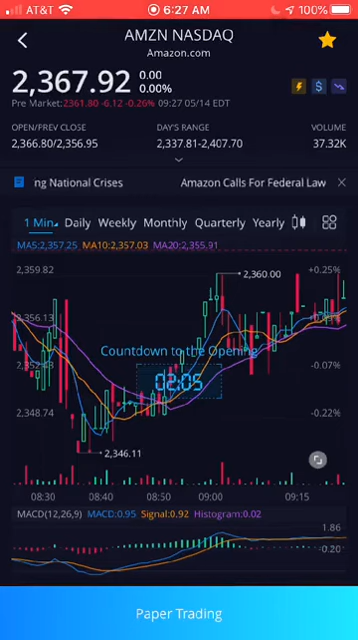 AT&T 6:27 AM 100%
AMZN NASDAQ
Amazon.com
2,367.92 0.00
0.00%
Pre Market: 2361.80 -6.12 -0.26% 09:27 05/14 EDT
OPEN/PREV CLOSE DAY'S RANGE VOLUME
2,366.80/2,356.95 2,337.81-2,407.70 37.32K
ng National Crises Amazon Calls For Federal Law
1 Min Daily Weekly Monthly Quarterly Yearly
MA5:2,357.25 MA10:2,357.03 MA20:2,355.91
2,359.82 2,360.00 +0.25%
2,356.13
Countdown to the Opening
-0.07%
02:05
2,348.74 -0.22%
2,346.11
08:30 08:40 08:50 09:00 09:15
MACD(12,26,9) MACD:0.95 Signal:0.92 Histogram:0.02
1.86
-0.20
Paper Trading